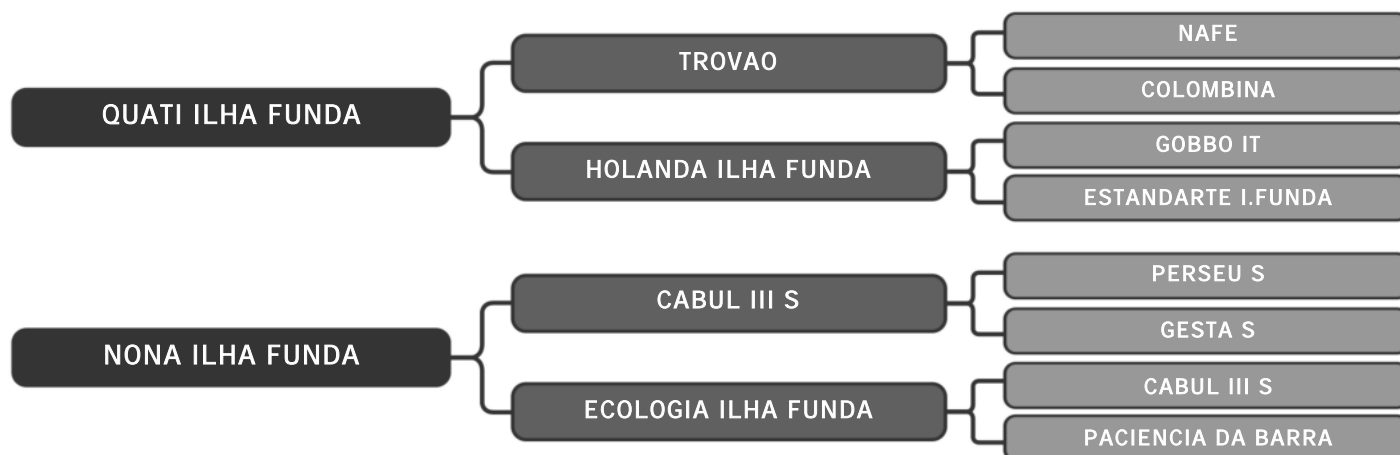 QUATI ILHA FUNDA
TROVAO
NAFE
COLOMBINA
HOLANDA ILHA FUNDA
GOBBO IT
ESTANDARTE I.FUNDA
NONA ILHA FUNDA
CABUL III S
PERSEU S
GESTA S
ECOLOGIA ILHA FUNDA
CABUL III S
PACIENCIA DA BARRA